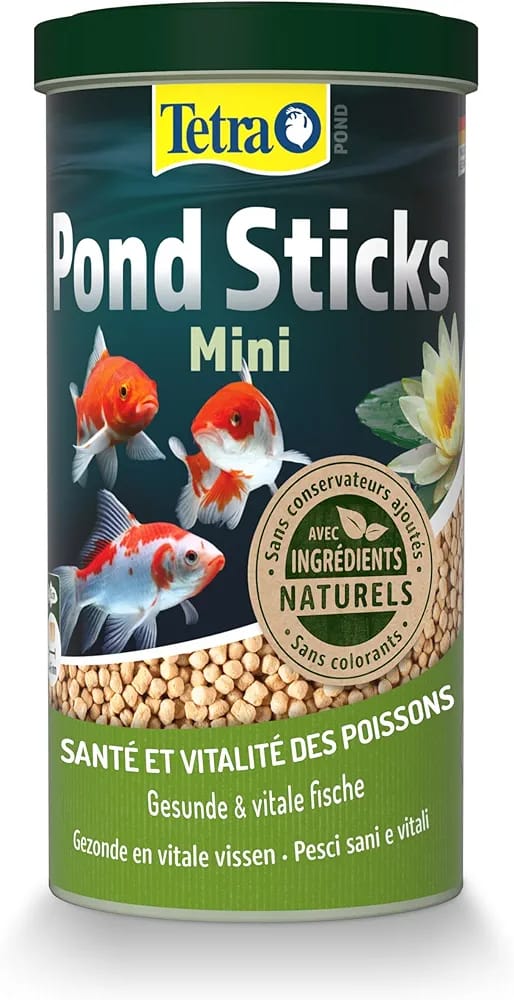 Tetra
POND
Pond Sticks
Mini
Sans conservateurs ajoutés
AVEC
INGRÉDIENTS
NATURELS
Sans colorants
SANTÉ ET VITALITÉ DES POISSONS
Gesunde & vitale fische
Gezonde en vitale vissen · Pesci sani e vitali